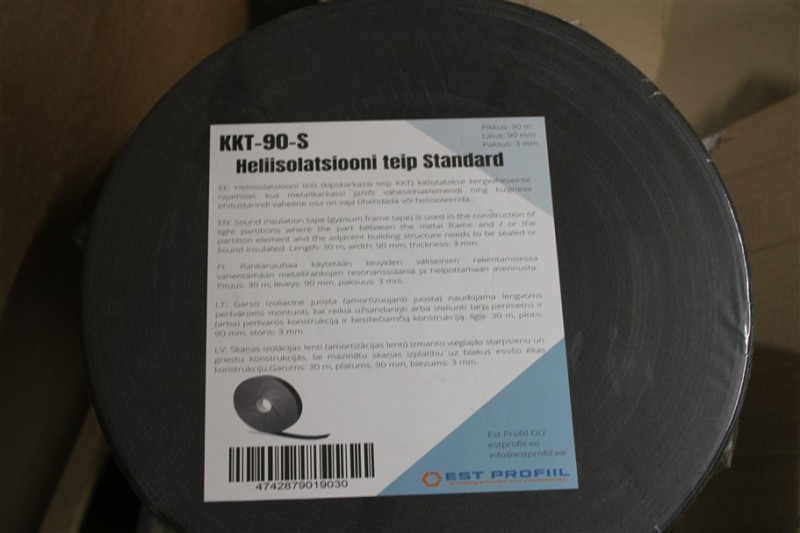 KKT-90-S
Heliisolatsiooni teip Standard
Pikkus: 30 m
Laius: 90 mm
Paksus: 3 mm
EE: Heliisolatsiooni linti (kipskarkassi teip KKT) kasutatakse kergvaheseinte
rajamisel, kus metallkarkassi ja/või vaheseinaelemendi ning külgneva
ehitustarindi vaheline osa on vaja tihendada või heliisoleerida.
EN: Sound insulation tape (gypsum frame tape) is used in the construction of
light partitions where the part between the metal frame and / or the
partition element and the adjacent building structure needs to be sealed or
sound insulated. Length: 30 m, width: 90 mm, thickness: 3 mm.
FI: Rankanauhaa käytetään kevyiden väliseinien rakentamisessa
vähentämään metallirankojen resonanssiääniä ja helpottamaan asennusta.
Pituus: 30 m, leveys: 90 mm, paksuus: 3 mm.
LT: Garso izoliacinė juosta (amortizuojanti juosta) naudojama lengvoms
pertvaroms montuoti, kai reikia užsandarinti arba izoliuoti tarp perimetro ir
(arba) pertvaros konstrukciją ir besiliečiančią konstrukciją. Ilgis: 30 m, plotis:
90 mm, storis: 3 mm.
LV: Skaņas izolācijas lenti (amortizācijas lenti) izmanto vieglajās starpsienu un
griestu konstrukcijās, lai mazinātu skaņas izplatību uz blakus esošo ēkas
konstrukciju.Garums: 30 m, platums: 90 mm, biezums: 3 mm.
Est Profiil OÜ
estprofiil.ee
info@estprofiil.ee
EST PROFIIL
Building profiles and accessories
4742879019030